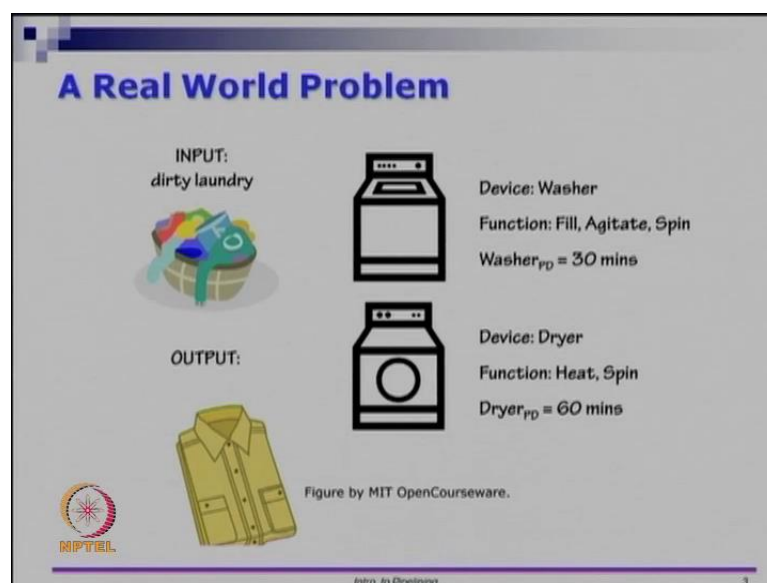 A Real World Problem
INPUT:
dirty laundry
Device: Washer
Function: Fill, Agitate, Spin
WasherPD = 30 mins
Device: Dryer
Function: Heat, Spin
DryerPD = 60 mins
OUTPUT:
Figure by MIT OpenCourseware.
NPTEL
Intro. to Pipelining
3